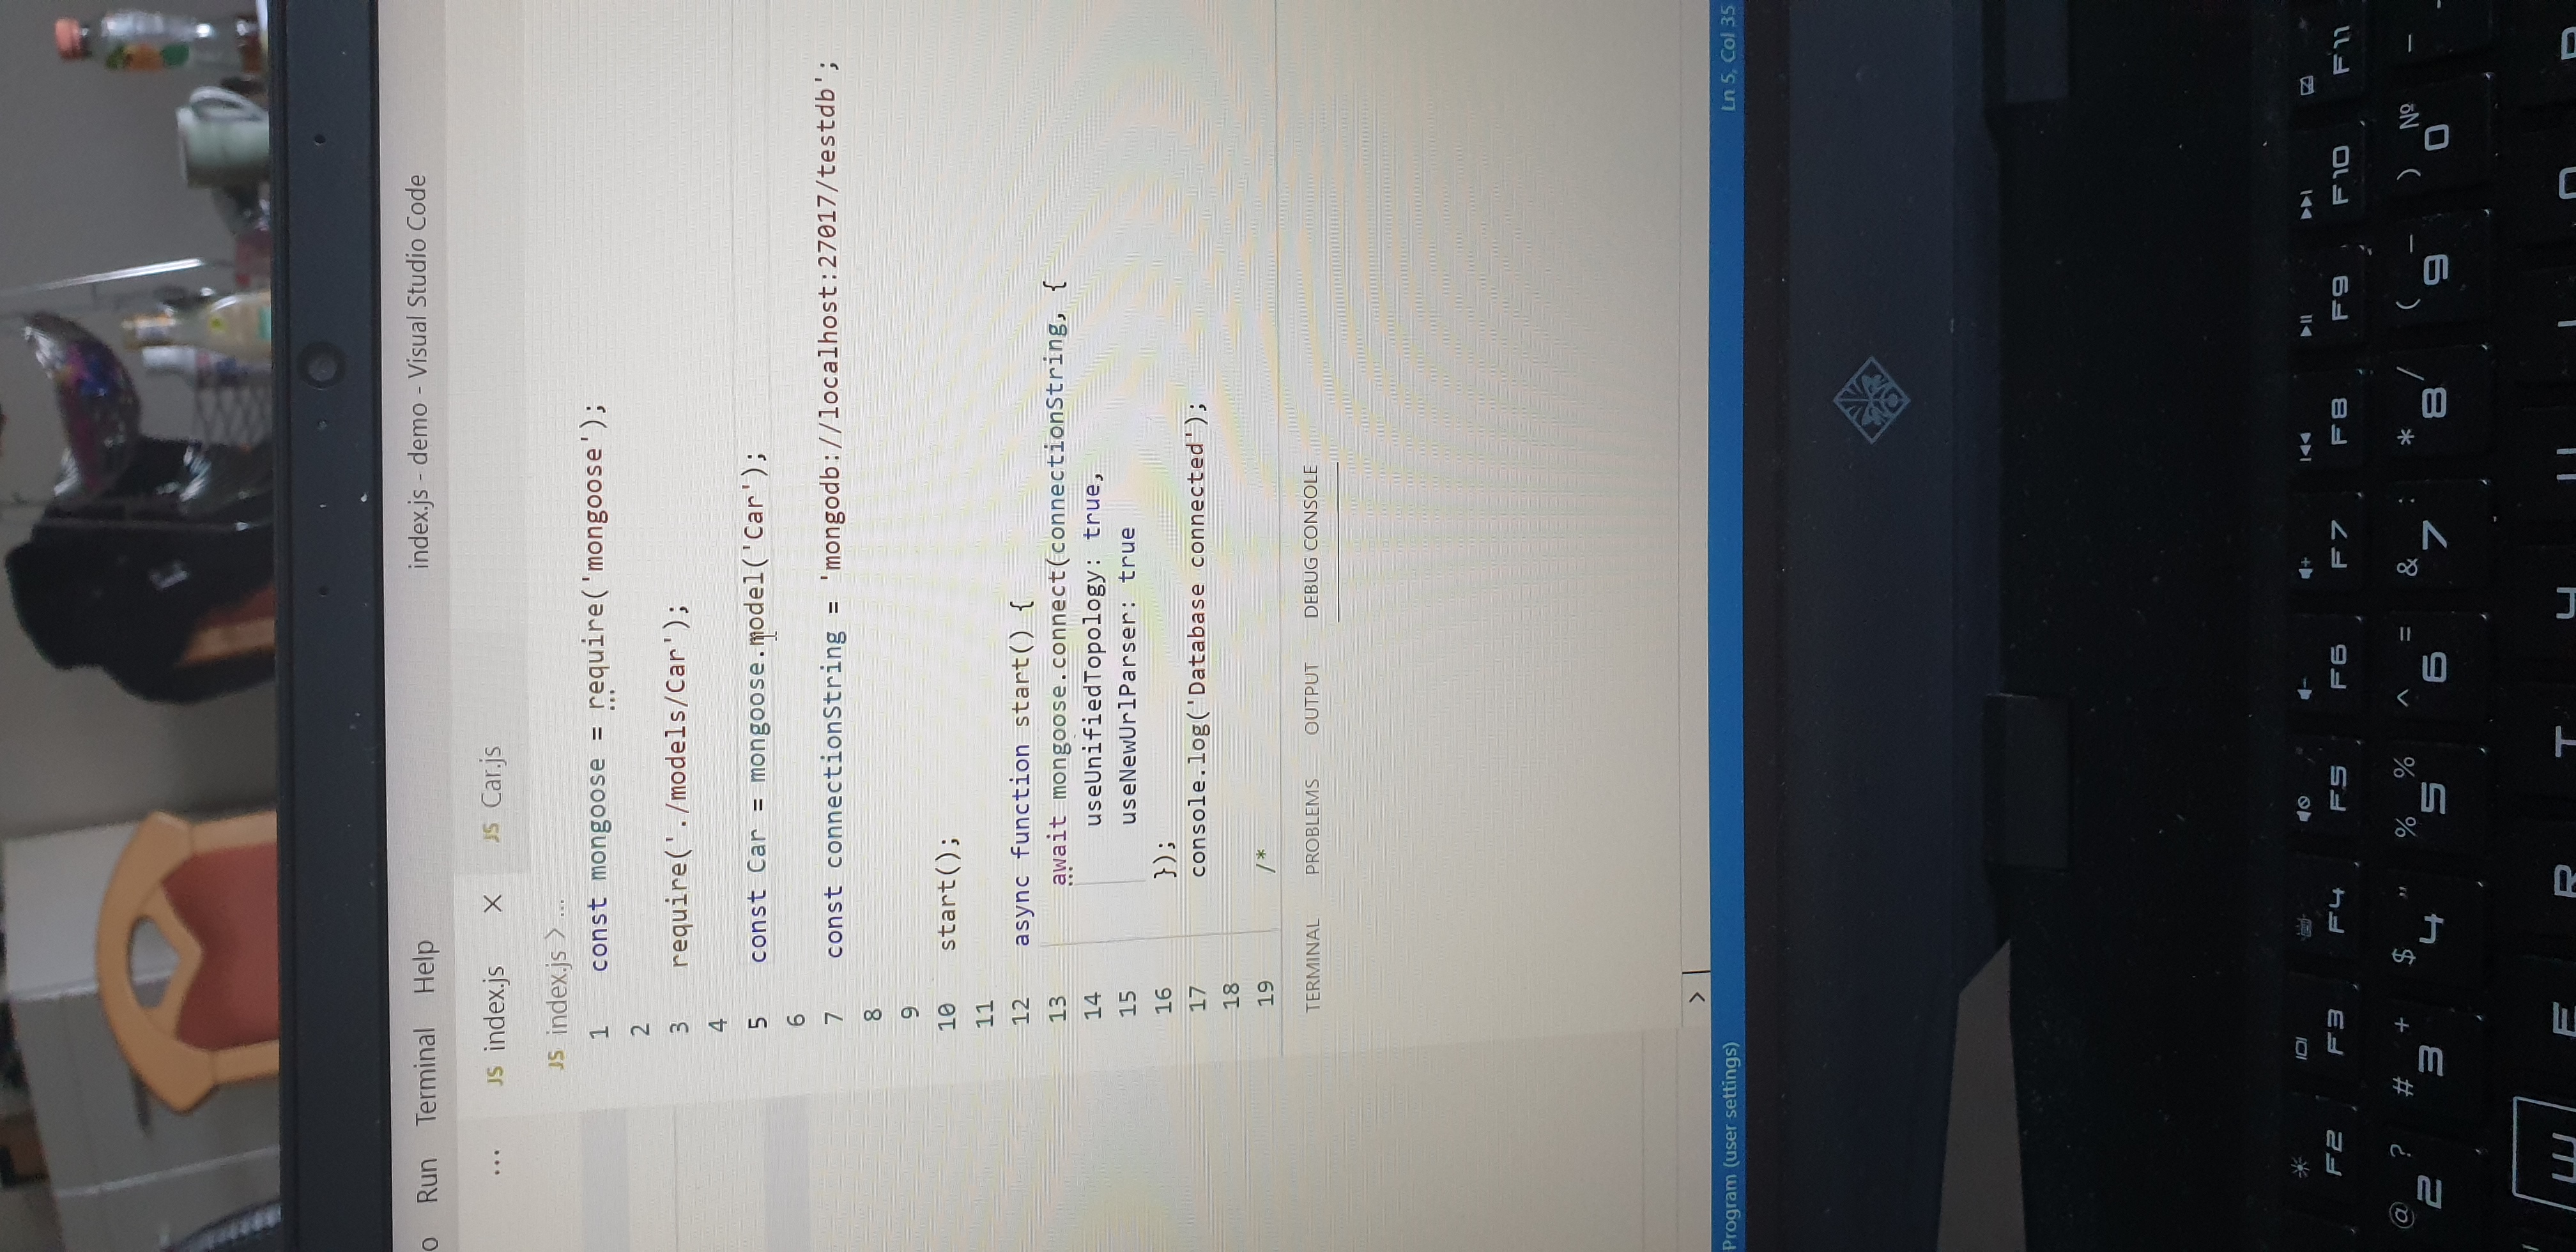 o Run Terminal Help index.js - demo - Visual Studio Code
... JS index.js × JS Car.js
JS index.js > ...
1 const mongoose = require('mongoose');
2
3 require('./models/Car');
4
5 const Car = mongoose.model('Car');
6
7 const connectionString = 'mongodb://localhost:27017/testdb';
8
9
10 start();
11
12 async function start() {
13 await mongoose.connect(connectionString, {
14 useUnifiedTopology: true,
15 useNewUrlParser: true
16 });
17 console.log('Database connected');
18
19 /*
TERMINAL PROBLEMS OUTPUT DEBUG CONSOLE
>
Program (user settings) Ln 5, Col 35
F2 F3 F4 F5 F6 F7 F8 F9 F10 F11
@ ? # + $ " % % ^ = & : * / ( – ) № –
2 3 4 5 6 7 8 9 0
W E R T